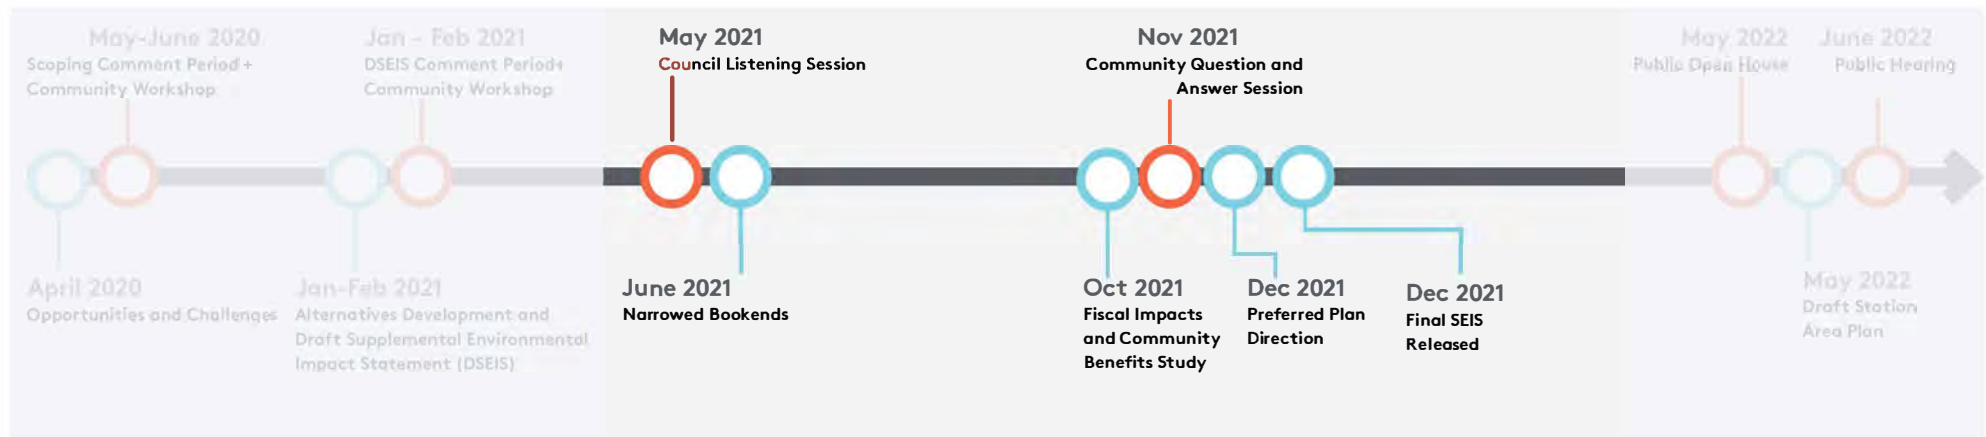 May-June 2020
Scoping Comment Period +
Community Workshop
Jan - Feb 2021
DSEIS Comment Period+
Community Workshop
May 2021
Council Listening Session
Nov 2021
Community Question and
Answer Session
May 2022
Public Open House
June 2022
Public Hearing
April 2020
Opportunities and Challenges
Jan-Feb 2021
Alternatives Development and
Draft Supplemental Environmental
Impact Statement (DSEIS)
June 2021
Narrowed Bookends
Oct 2021
Fiscal Impacts
and Community
Benefits Study
Dec 2021
Preferred Plan
Direction
Dec 2021
Final SEIS
Released
May 2022
Draft Station
Area Plan